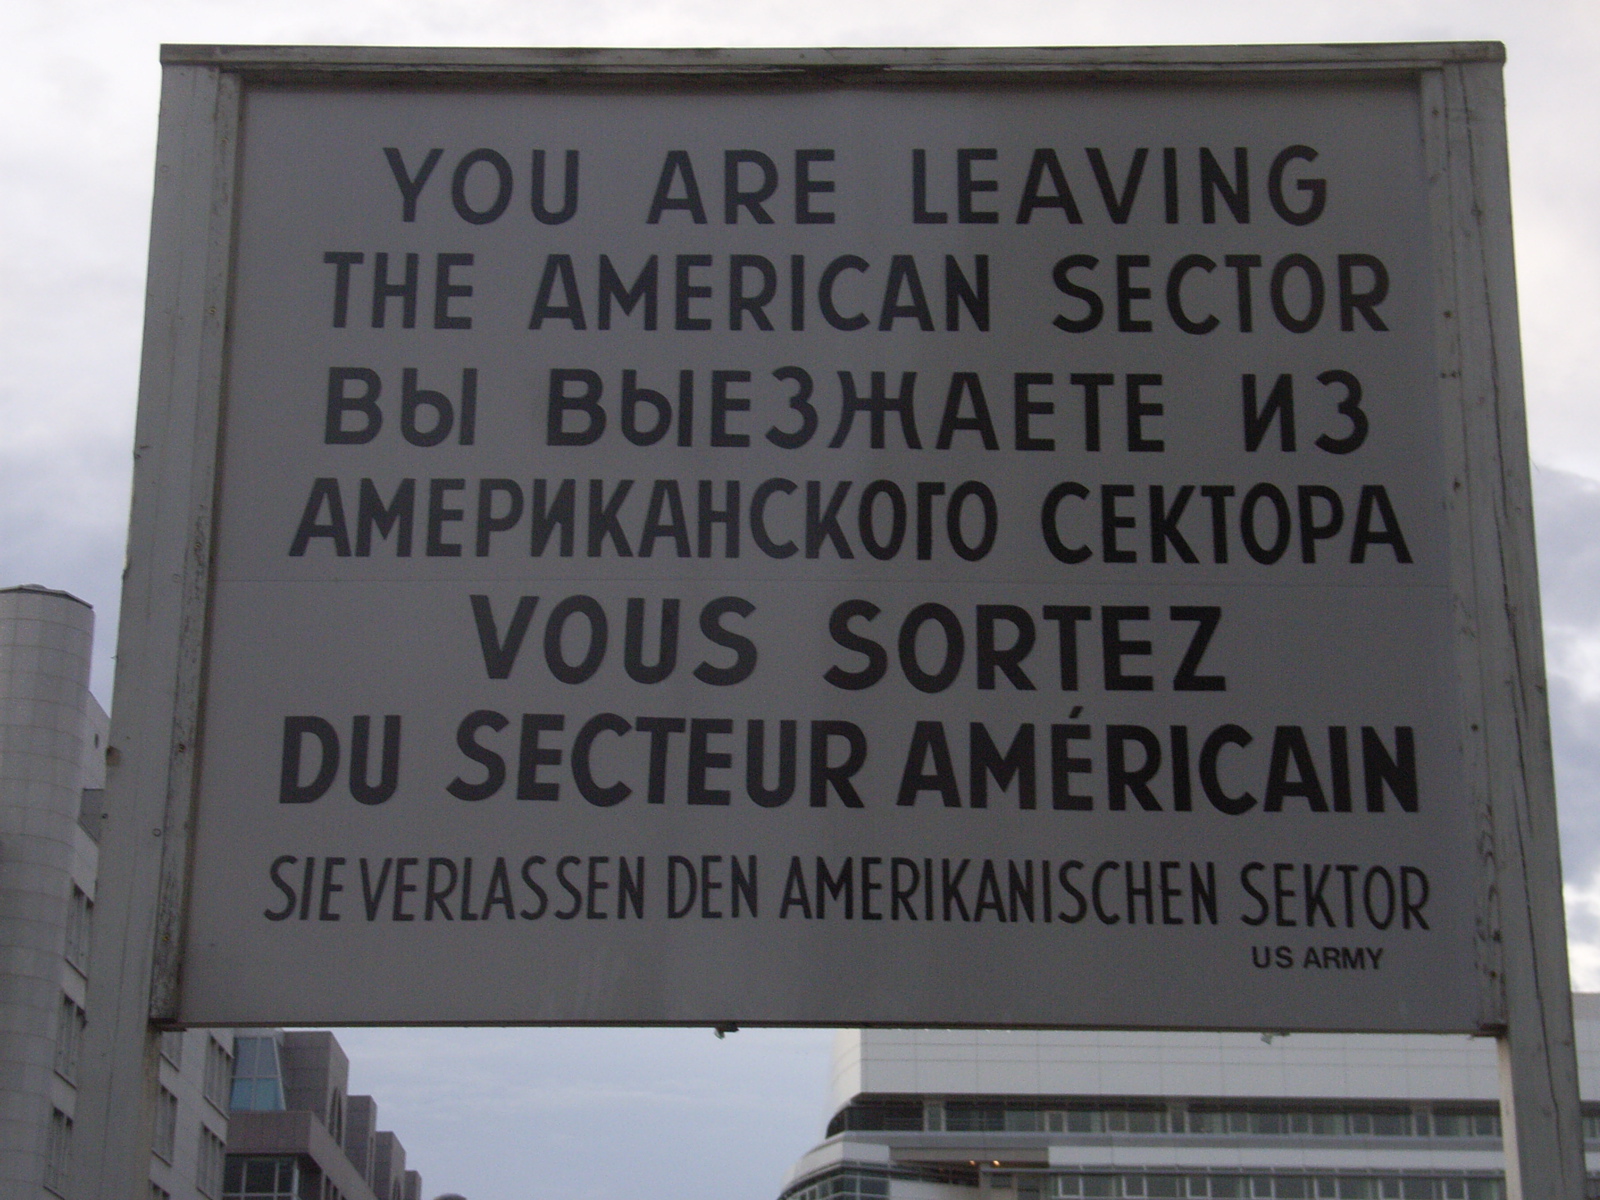 YOU ARE LEAVING
THE AMERICAN SECTOR
ВЫ ВЫЕЗЖАЕТЕ ИЗ
АМЕРИКАНСКОГО СЕКТОРА
VOUS SORTEZ
DU SECTEUR AMÉRICAIN
SIE VERLASSEN DEN AMERIKANISCHEN SEKTOR
US ARMY